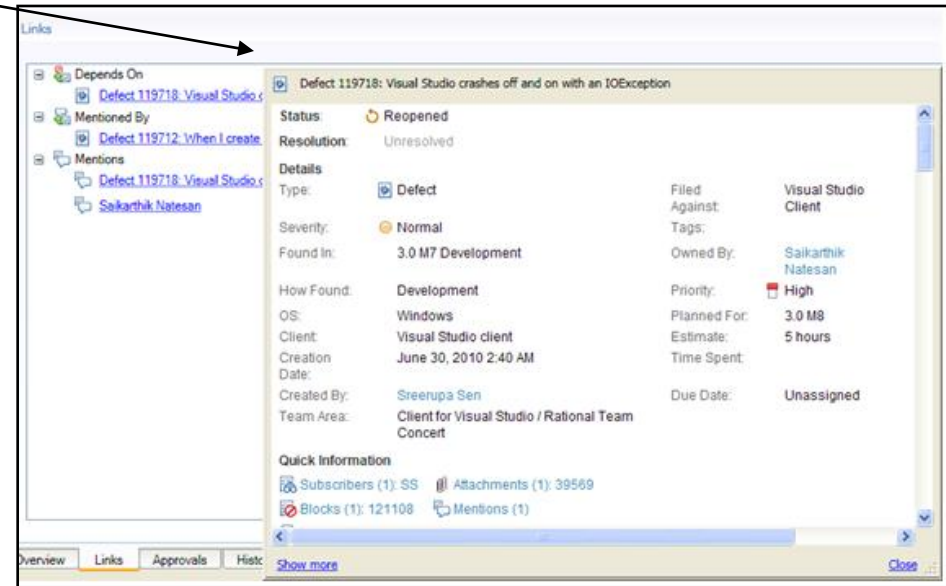 Links
Depends On
Defect 119718: Visual Studio
Mentioned By
Defect 119712: When I create
Mentions
Defect 119718: Visual Studio
Saikarthik Natesan
Defect 119718: Visual Studio crashes off and on with an IOException
Status: Reopened
Resolution: Unresolved
Details
Type: Defect Filed Against: Visual Studio Client
Severity: Normal Tags:
Found In: 3.0 M7 Development Owned By: Saikarthik Natesan
How Found: Development Priority: High
OS: Windows Planned For: 3.0 M8
Client: Visual Studio client Estimate: 5 hours
Creation Date: June 30, 2010 2:40 AM Time Spent:
Created By: Sreerupa Sen Due Date: Unassigned
Team Area: Client for Visual Studio / Rational Team Concert
Quick Information
Subscribers (1): SS Attachments (1): 39569
Blocks (1): 121108 Mentions (1)
Overview Links Approvals
Show more Close